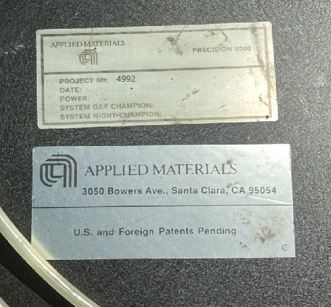 APPLIED MATERIALS
PRECISION 5000
PROJECT No: 4992
DATE:
POWER:
SYSTEM DAY CHAMPION:
SYSTEM NIGHT CHAMPION:
APPLIED MATERIALS
3050 Bowers Ave., Santa Clara, CA 95054
U.S. and Foreign Patents Pending